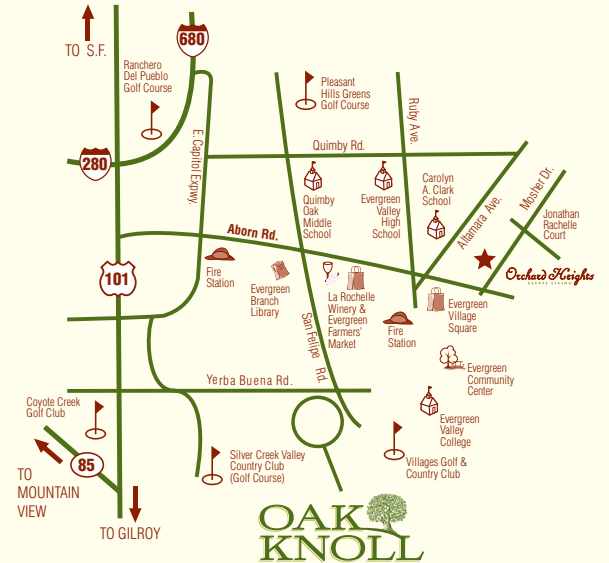 680
TO S.F.
Ranchero
Del Pueblo
Golf Course
Pleasant
Hills Greens
Golf Course
Ruby Ave.
E. Capitol Expwy.
Quimby Rd.
280
Quimby
Oak
Middle
School
Evergreen
Valley
High
School
Carolyn
A. Clark
School
Altamara Ave.
Mosher Dr.
Jonathan
Rachelle
Court
Aborn Rd.
Orchard Heights
ESTATE LIVING
101
Fire
Station
Evergreen
Branch
Library
La Rochelle
Winery &
Evergreen
Farmers'
Market
San Felipe Rd.
Fire
Station
Evergreen
Village
Square
Evergreen
Community
Center
Yerba Buena Rd.
Coyote Creek
Golf Club
Evergreen
Valley
College
85
Silver Creek Valley
Country Club
(Golf Course)
Villages Golf &
Country Club
TO
MOUNTAIN
VIEW
TO GILROY
OAK
KNOLL